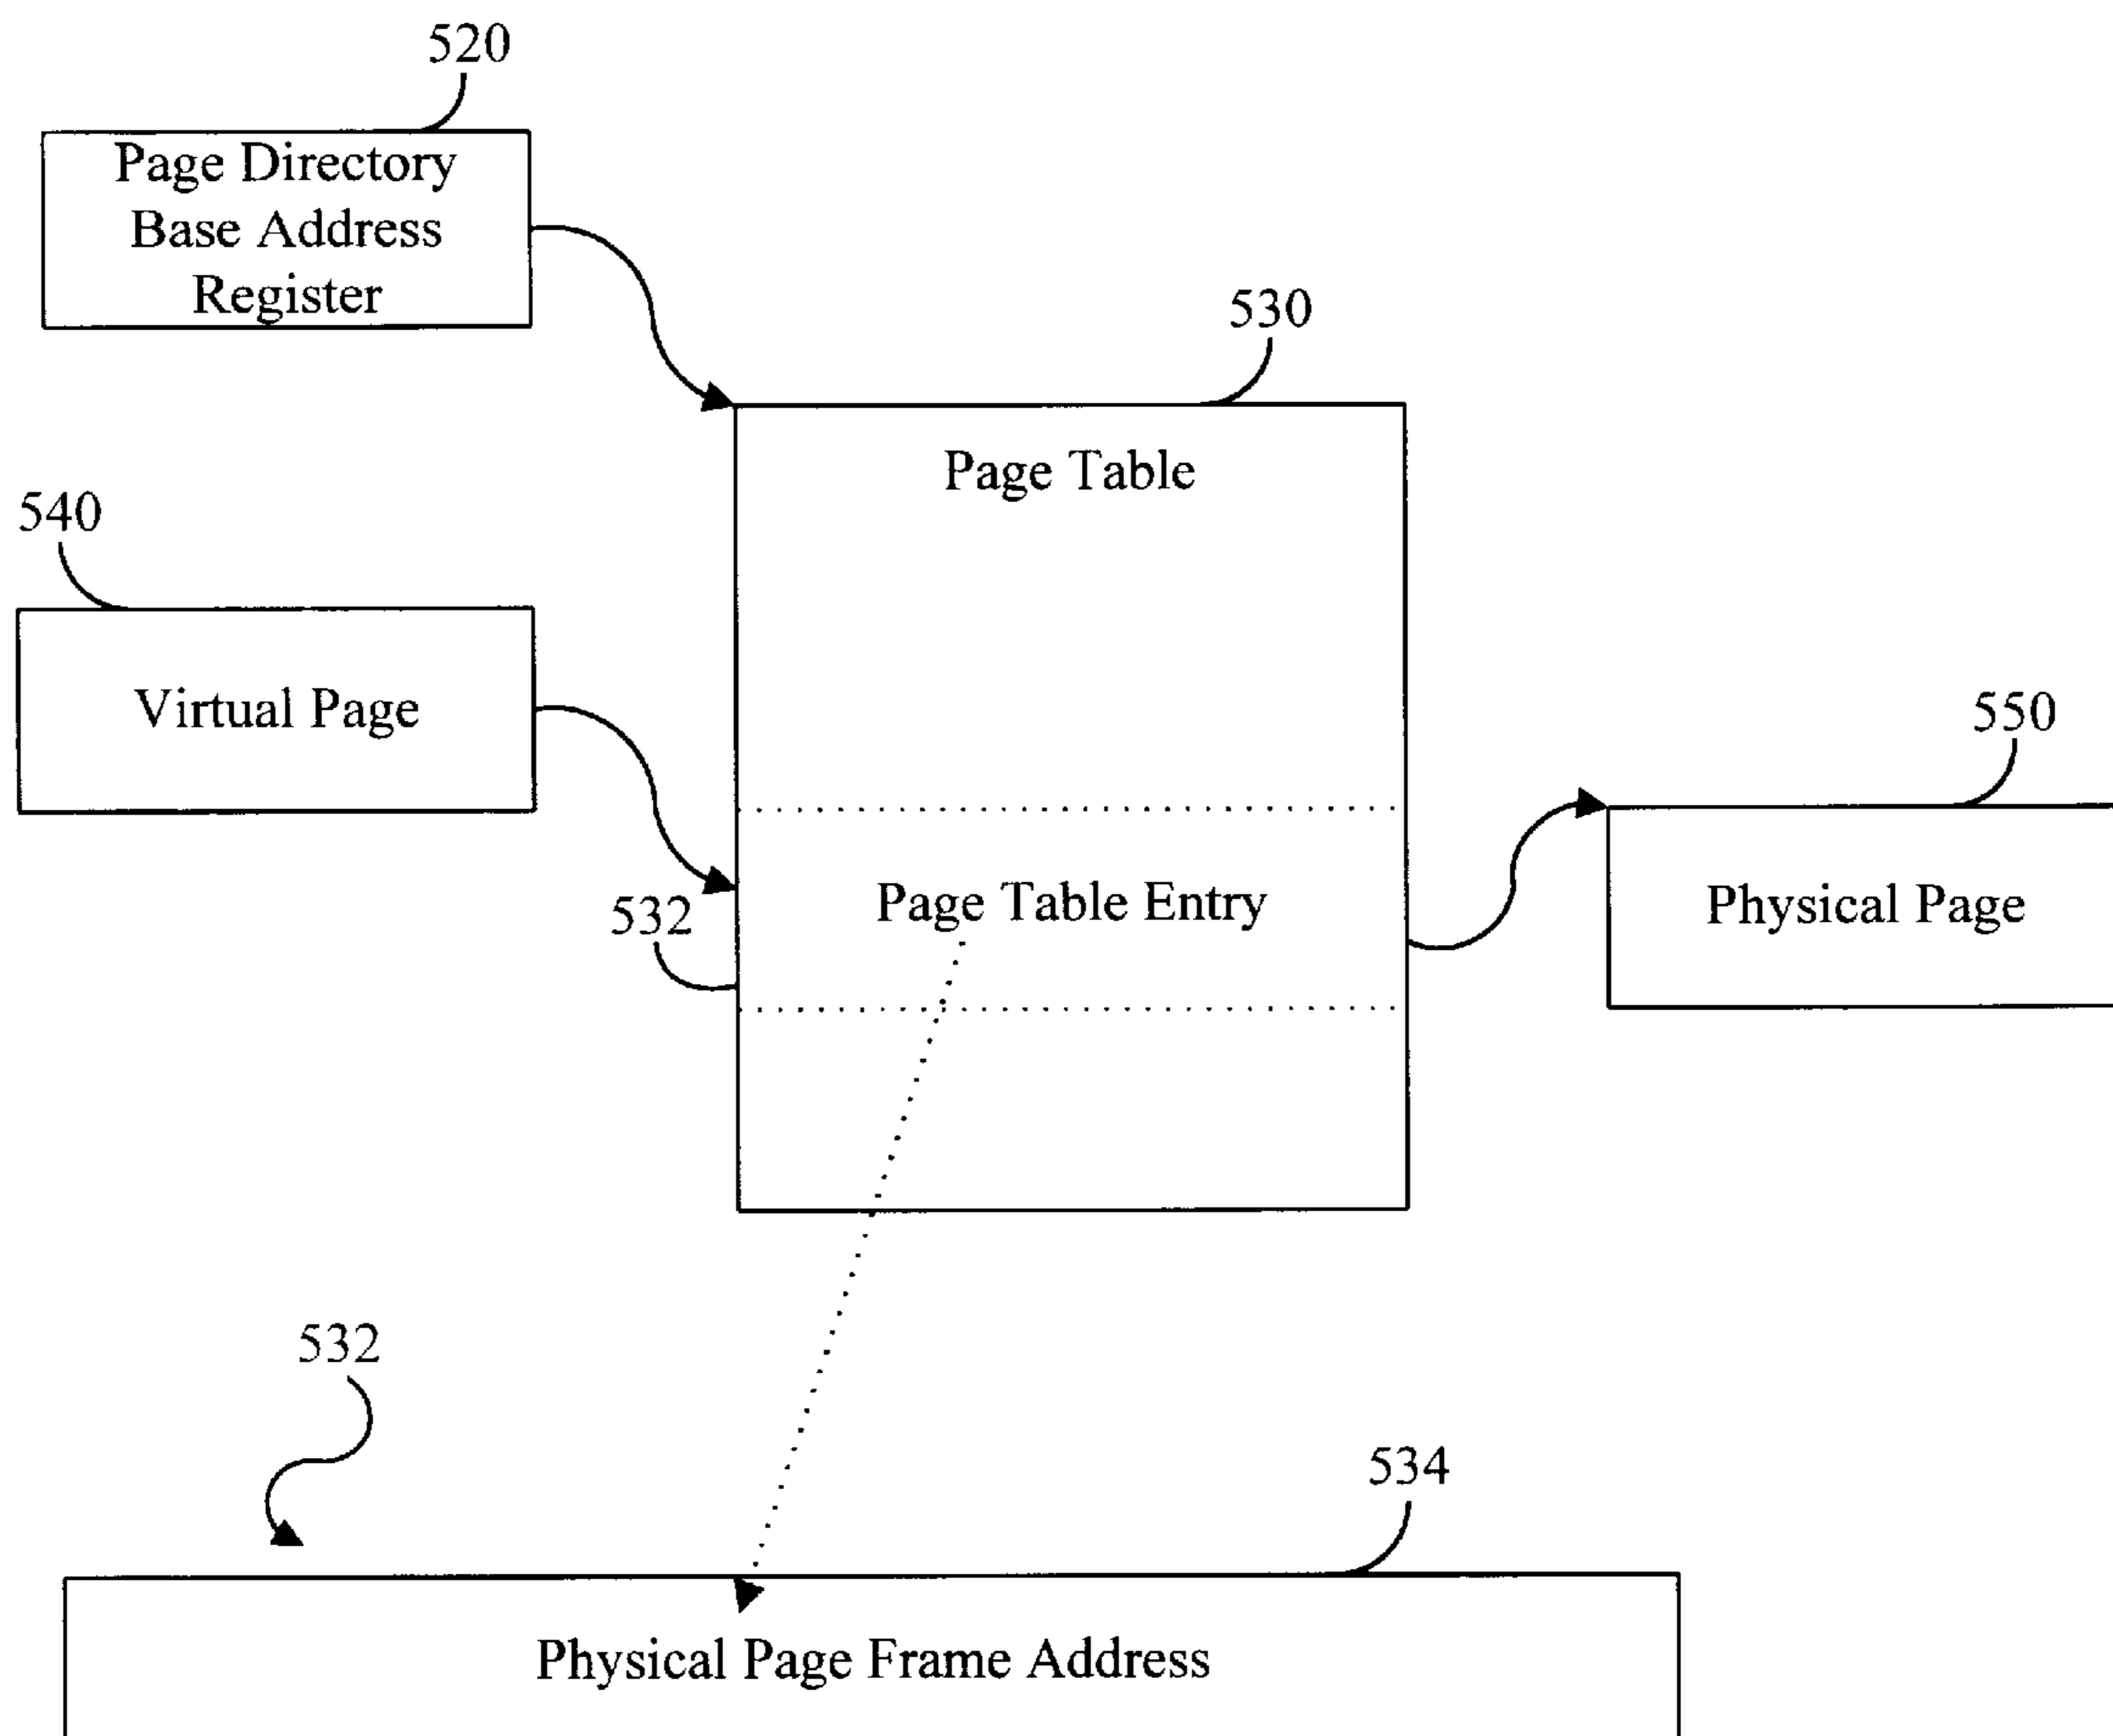 520
Page Directory
Base Address
Register
530
Page Table
540
Virtual Page
550
Page Table Entry
Physical Page
532
532
534
Physical Page Frame Address